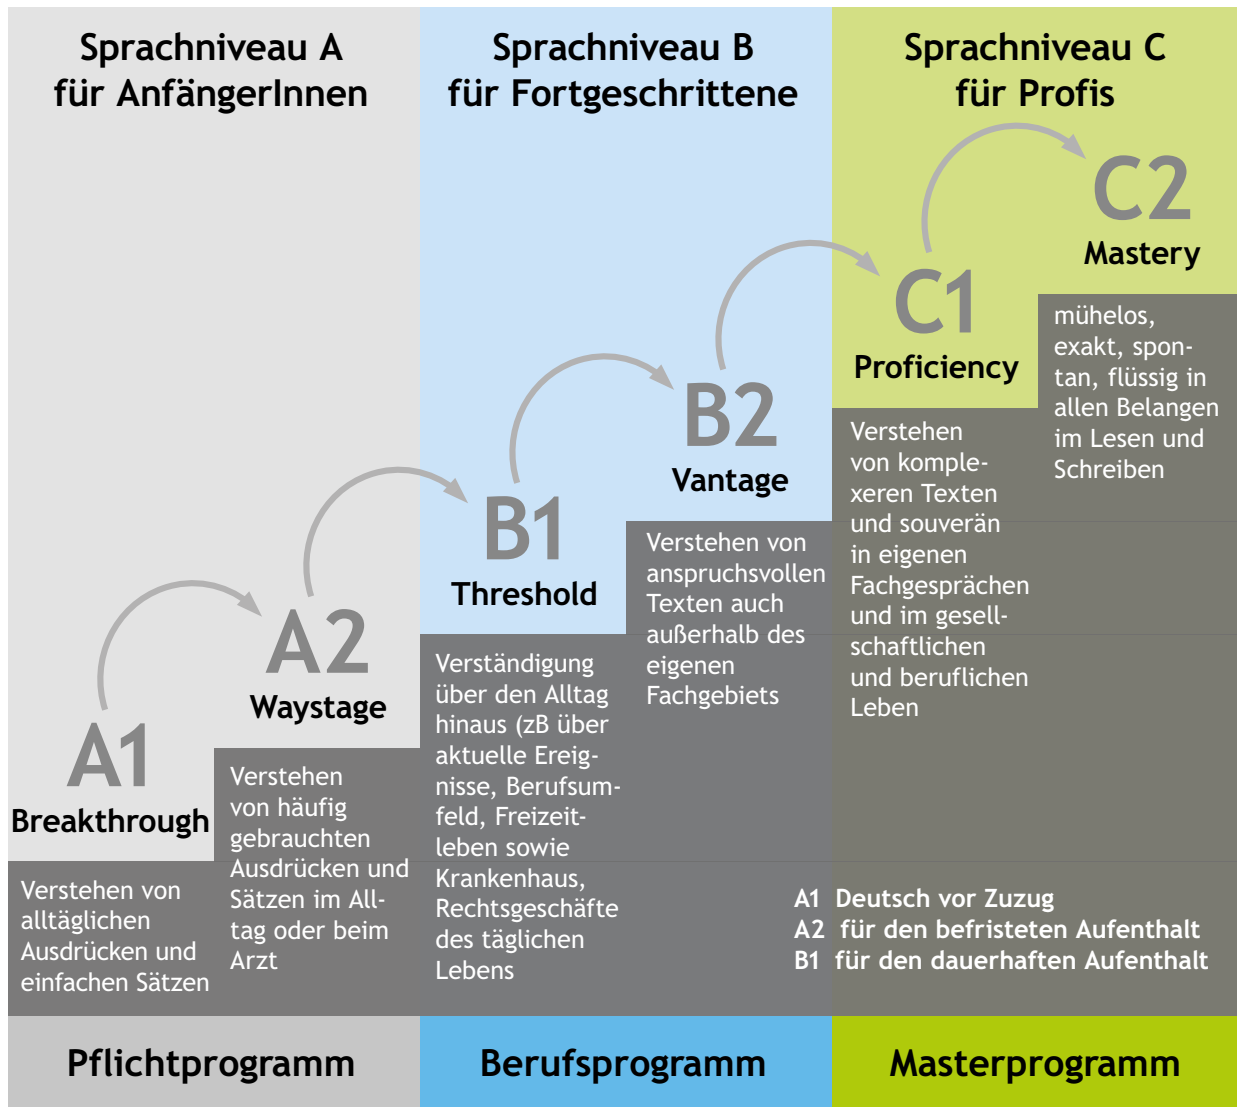 Sprachniveau A
für AnfängerInnen
Sprachniveau B
für Fortgeschrittene
Sprachniveau C
für Profis
A1
Breakthrough
Verstehen von
alltäglichen
Ausdrücken und
einfachen Sätzen
A2
Waystage
Verstehen
von häufig
gebrauchten
Ausdrücken und
Sätzen im All-
tag oder beim
Arzt
B1
Threshold
Verständigung
über den Alltag
hinaus (zB über
aktuelle Ereig-
nisse, Berufsum-
feld, Freizeit-
leben sowie
Krankenhaus,
Rechtsgeschäfte
des täglichen
Lebens
B2
Vantage
Verstehen von
anspruchsvollen
Texten auch
außerhalb des
eigenen
Fachgebiets
C1
Proficiency
Verstehen
von komple-
xeren Texten
und souverän
in eigenen
Fachgesprächen
und im gesell-
schaftlichen
und beruflichen
Leben
C2
Mastery
mühelos,
exakt, spon-
tan, flüssig in
allen Belangen
im Lesen und
Schreiben
A1 Deutsch vor Zuzug
A2 für den befristeten Aufenthalt
B1 für den dauerhaften Aufenthalt
Pflichtprogramm
Berufsprogramm
Masterprogramm